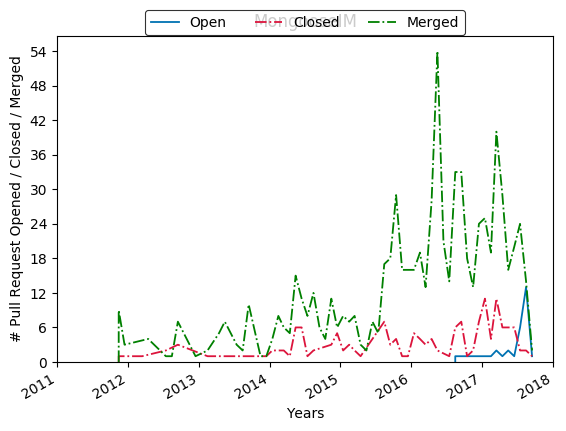 MongooseIM
Open Closed Merged
# Pull Request Opened / Closed / Merged
54
48
42
36
30
24
18
12
6
0
2011 2012 2013 2014 2015 2016 2017 2018
Years